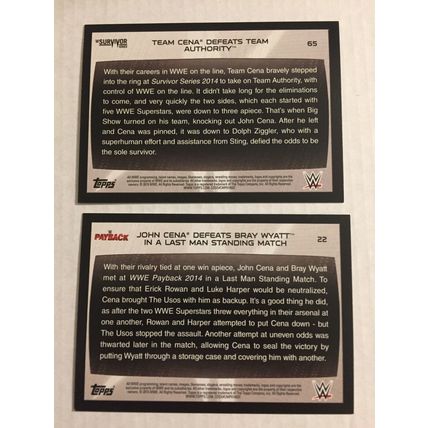 SURVIVOR
SERIES
TEAM CENA® DEFEATS TEAM
AUTHORITY™
65
With their careers in WWE on the line, Team Cena bravely stepped
into the ring at Survivor Series 2014 to take on Team Authority, with
control of WWE on the line. It didn't take long for the eliminations
to come, and very quickly the two sides, which each started with
five WWE Superstars, were down to three apiece. That's when Big
Show turned on his team, knocking out John Cena. After he left
and Cena was pinned, it was down to Dolph Ziggler, who with a
superhuman effort and assistance from Sting, defied the odds to be
the sole survivor.
Topps
PAYBACK
JOHN CENA® DEFEATS BRAY WYATT™
IN A LAST MAN STANDING MATCH
22
With their rivalry tied at one win apiece, John Cena and Bray Wyatt
met at WWE Payback 2014 in a Last Man Standing Match. To
ensure that Erick Rowan and Luke Harper would be neutralized,
Cena brought The Usos with him as backup. It's a good thing he did,
as after the two WWE Superstars threw everything in their arsenal at
one another, Rowan and Harper attempted to put Cena down - but
The Usos stopped the assault. Another attempt at uneven odds was
thwarted later in the match, allowing Cena to seal the victory by
putting Wyatt through a storage case and covering him with another.
Topps